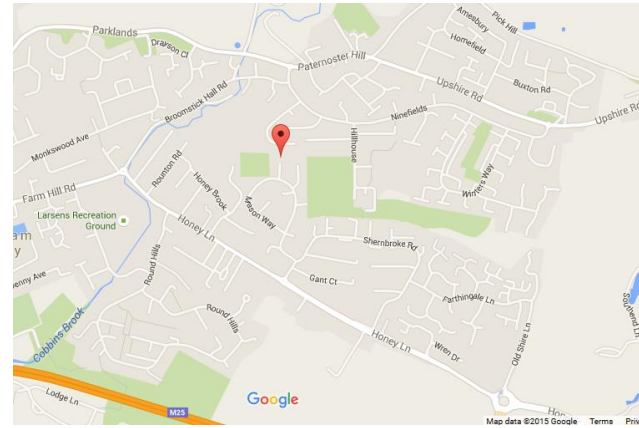 Parklands
Drarson Cl
Paternoster Hill
Amesbury
Pick Hill
Homefield
Buxton Rd
Upshire Rd
Upshire Rd
Broomstick Hall Rd
Ninefields
Monkswood Ave
Hillhouse
Rounton Rd
Honey Brook
Winters Way
Farm Hill Rd
Mason Way
Larsens Recreation
Ground
Honey Ln
Shernbroke Rd
Round Hills
Gant Ct
Farthingale Ln
Southend Ln
Round Hills
Cobbins Brook
Honey Ln
Wren Dr
Old Shire Ln
Lodge Ln
M25
Google
Map data ©2015 Google
Terms